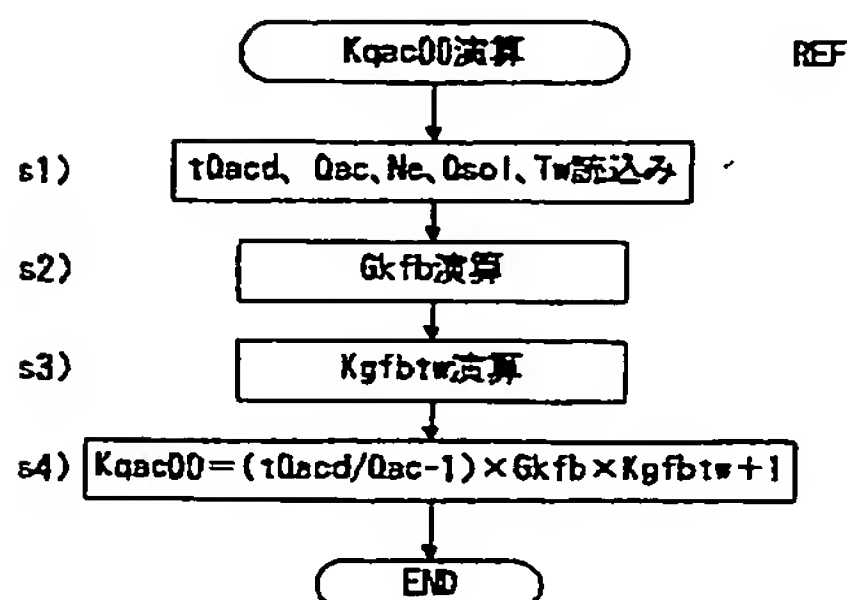 Kqac00演算
REF
s1) tQacd、Qac、Ne、Qsol、Tw読込み
s2) Gkfb演算
s3) Kgfbtw演算
s4) Kqac00=(tQacd/Qac-1)×Gkfb×Kgfbtw+1
END